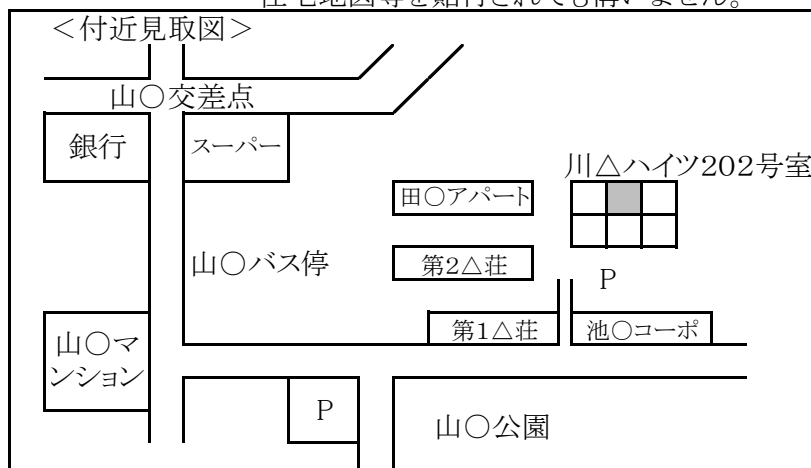 住宅地図等を貼付されても構いません。
＜付近見取図＞
山〇交差点
銀行
スーパー
川△ハイツ202号室
田〇アパート
山〇バス停
第2△荘
P
第1△荘
池〇コーポ
山〇マ
ンション
P
山〇公園